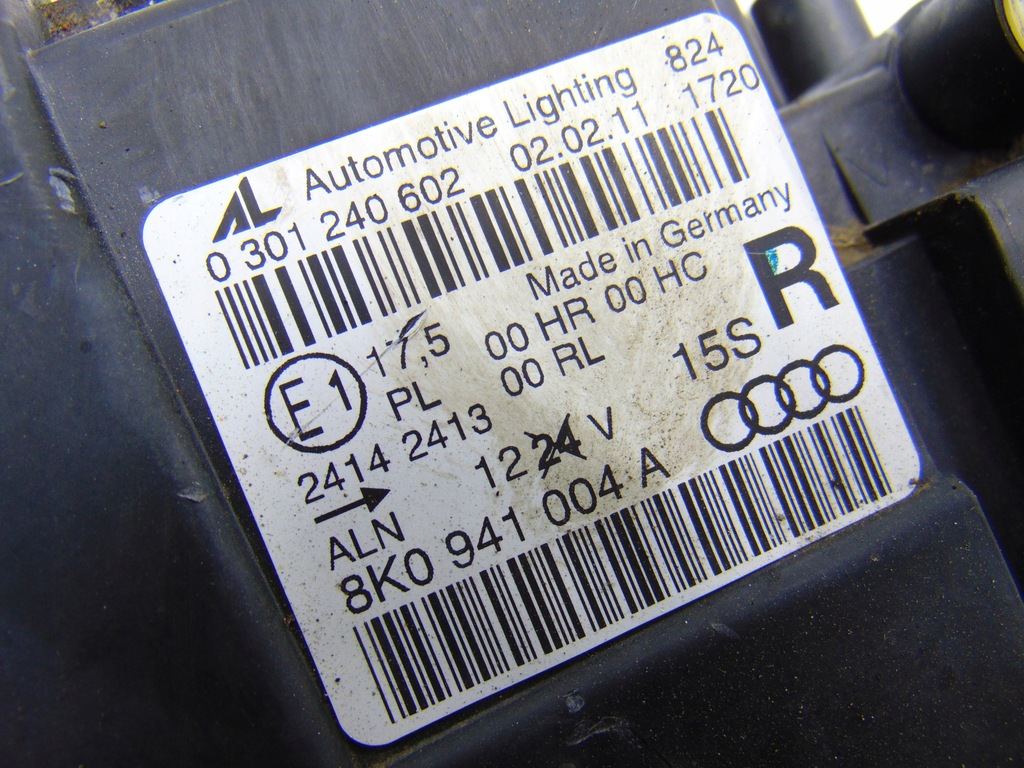 AL Automotive Lighting 824
0 301 240 602 02.02.11 1720
Made in Germany
E1 17,5 00 HR 00 HC R
PL 00 RL 15S
2414 2413
12 24 V
ALN
8K0 941 004 A